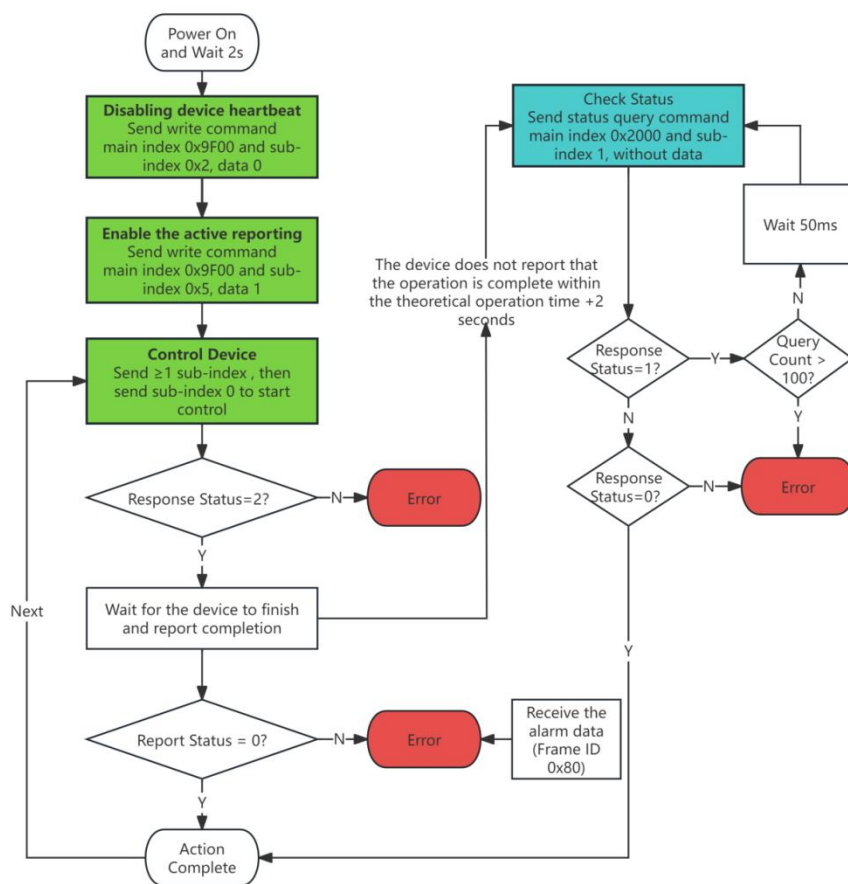 Power On
and Wait 2s
Disabling device heartbeat
Send write command
main index 0x9F00 and sub-
index 0x2, data 0
Enable the active reporting
Send write command
main index 0x9F00 and sub-
index 0x5, data 1
Control Device
Send ≥1 sub-index , then
send sub-index 0 to start
control
Response Status=2?
N
Error
Y
Wait for the device to finish
and report completion
Next
Report Status = 0?
N
Error
Receive the
alarm data
(Frame ID
0x80)
Y
Action
Complete
The device does not report that
the operation is complete within
the theoretical operation time +2
seconds
Check Status
Send status query command
main index 0x2000 and sub-
index 1, without data
Wait 50ms
N
Response
Status=1?
Y
Query
Count >
100?
N
Y
Response
Status=0?
N
Error
Y